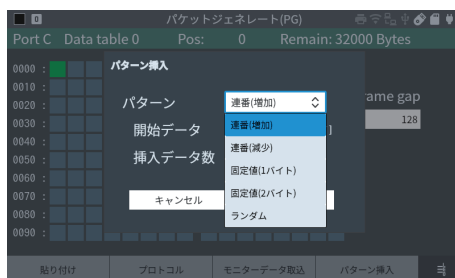 0 パケットジェネレート(PG)
Port C Data table 0 Pos: 0 Remain: 32000 Bytes
0000 :
0010 :
0020 :
0030 :
0040 :
0050 :
0060 :
0070 :
0080 :
0090 :
パターン挿入
パターン 連番(増加)
開始データ ]
挿入データ数
連番(増加)
連番(減少)
固定値(1バイト)
固定値(2バイト)
ランダム
キャンセル
ame gap
128
貼り付け プロトコル モニターデータ取込 パターン挿入